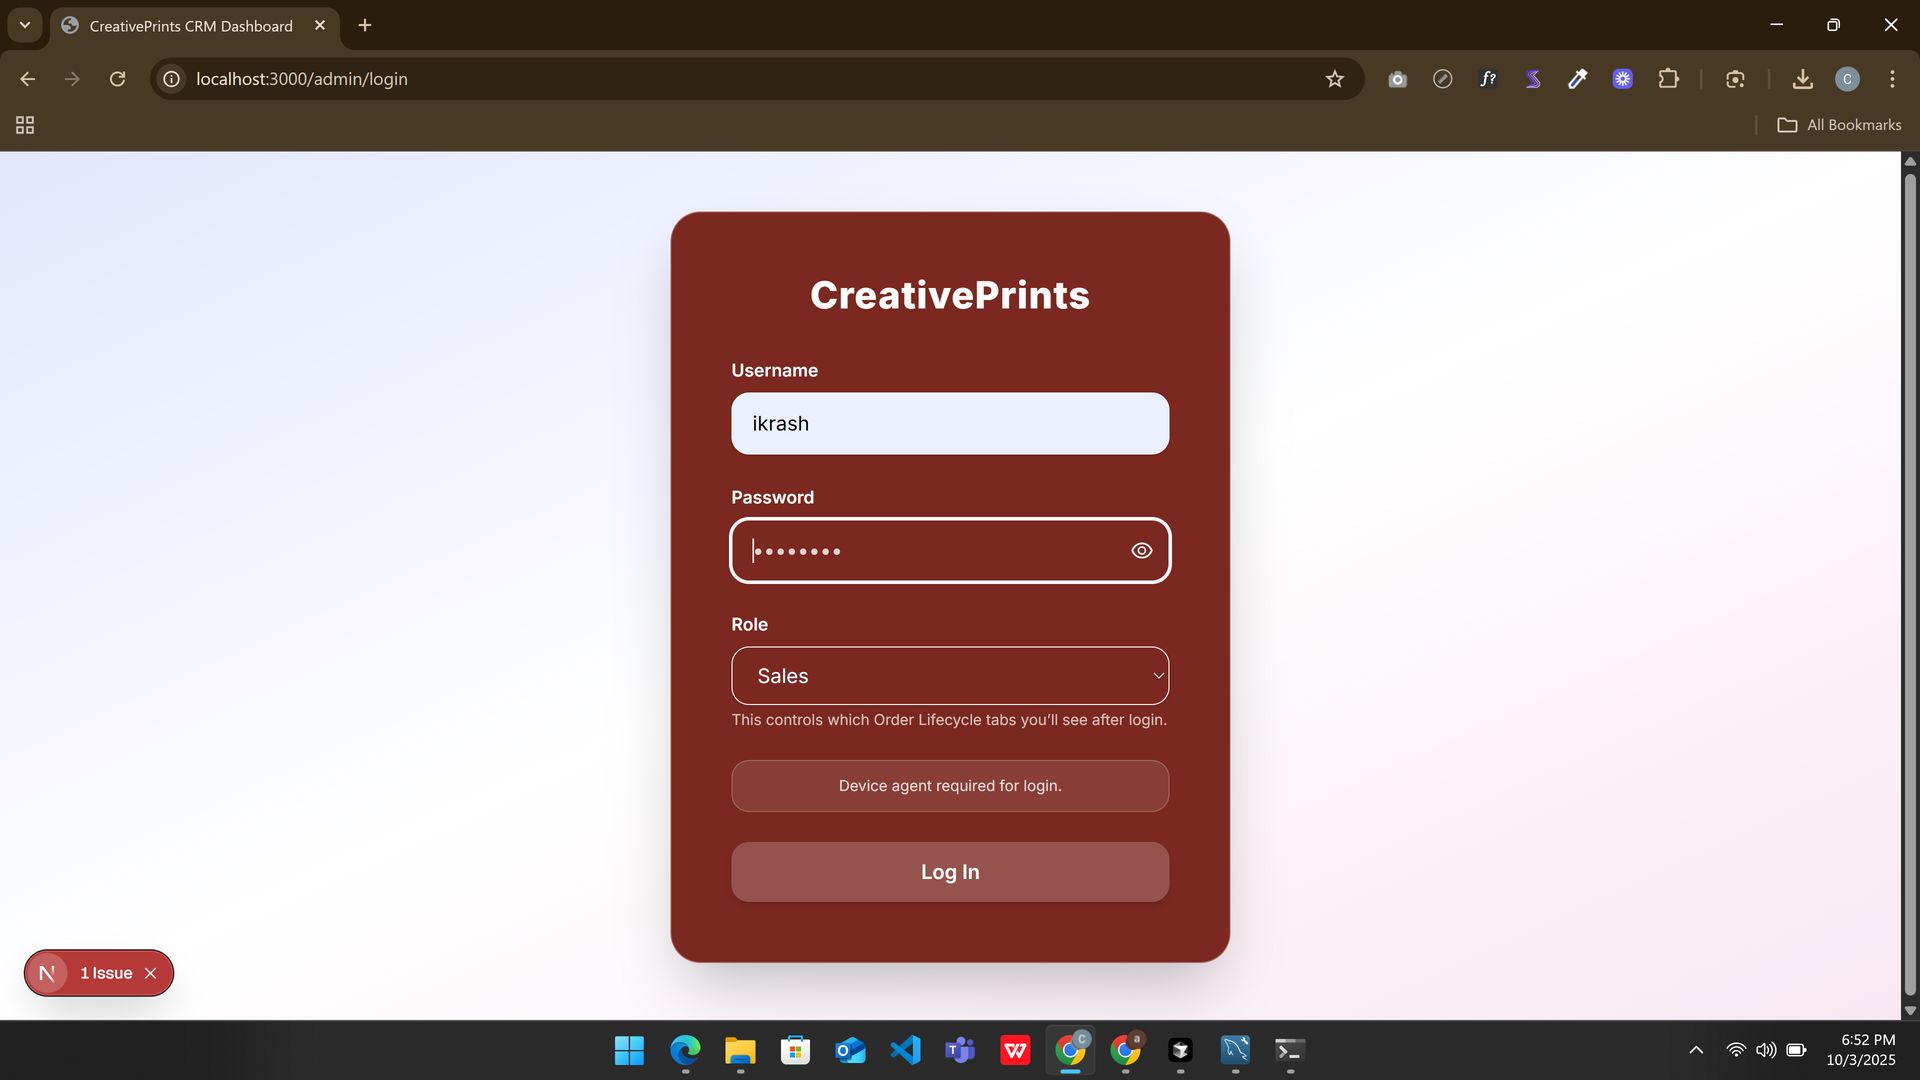 CreativePrints CRM Dashboard
localhost:3000/admin/login
f?
C
All Bookmarks
CreativePrints
Username
ikrash
Password
••••••••
Role
Sales
This controls which Order Lifecycle tabs you’ll see after login.
Device agent required for login.
Log In
N 1 Issue
C
a
6:52 PM
10/3/2025